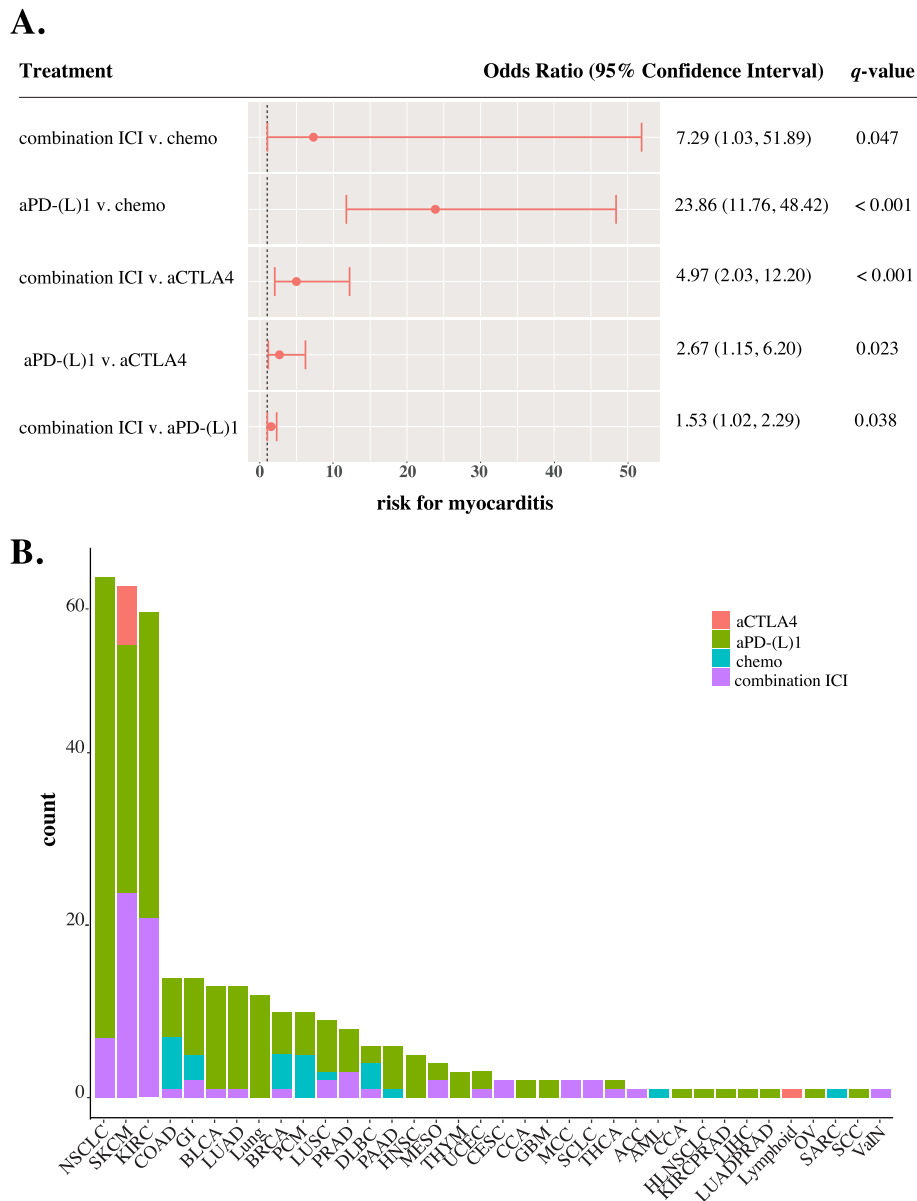 A.
Treatment Odds Ratio (95% Confidence Interval) q-value
combination ICI v. chemo 7.29 (1.03, 51.89) 0.047
aPD-(L)1 v. chemo 23.86 (11.76, 48.42) < 0.001
combination ICI v. aCTLA4 4.97 (2.03, 12.20) < 0.001
aPD-(L)1 v. aCTLA4 2.67 (1.15, 6.20) 0.023
combination ICI v. aPD-(L)1 1.53 (1.02, 2.29) 0.038
0 10 20 30 40 50
risk for myocarditis
B.
60
40
20
0
count
aCTLA4
aPD-(L)1
chemo
combination ICI
NSCLC
SKCM
KIRC
COAD
GI
BLCA
LUAD
Lung
BRCA
PCM
LUSC
PRAD
DLBC
PAAD
HNSC
MESO
THYM
UCEC
CESC
CCA
GBM
MCC
SCLC
THCA
ACC
AML
CCA
HLNSCLC
KIRCPRAD
LIHC
LUADPRAD
Lymphoid
OV
SARC
SCC
VaIN